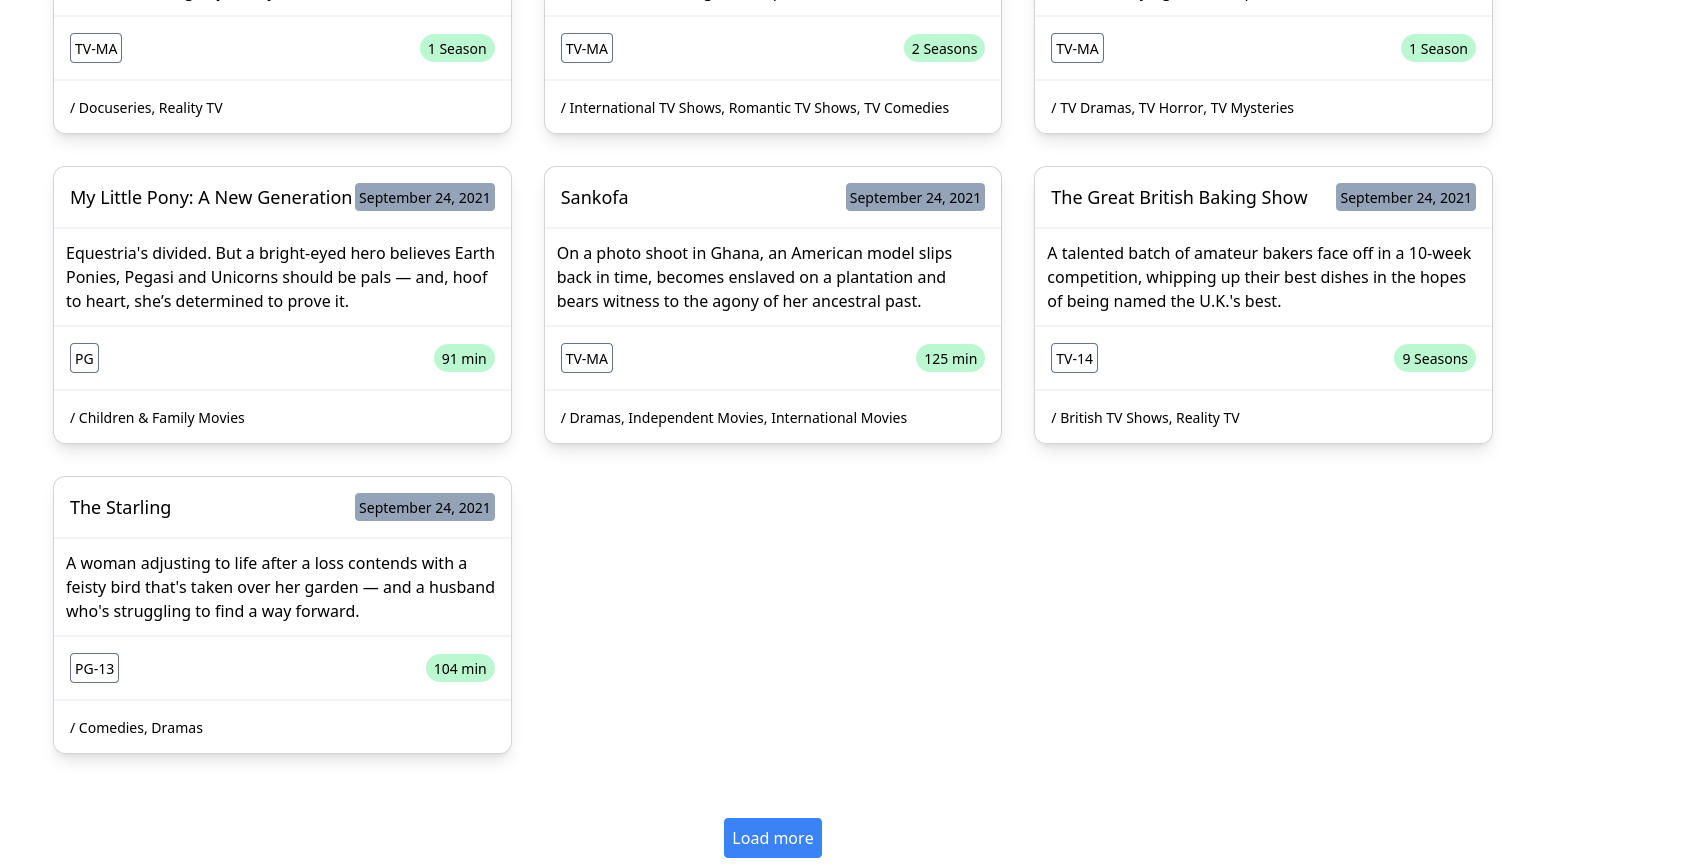 TV-MA 1 Season
/ Docuseries, Reality TV
TV-MA 2 Seasons
/ International TV Shows, Romantic TV Shows, TV Comedies
TV-MA 1 Season
/ TV Dramas, TV Horror, TV Mysteries
My Little Pony: A New Generation September 24, 2021
Equestria's divided. But a bright-eyed hero believes Earth
Ponies, Pegasi and Unicorns should be pals — and, hoof
to heart, she’s determined to prove it.
PG 91 min
/ Children & Family Movies
Sankofa September 24, 2021
On a photo shoot in Ghana, an American model slips
back in time, becomes enslaved on a plantation and
bears witness to the agony of her ancestral past.
TV-MA 125 min
/ Dramas, Independent Movies, International Movies
The Great British Baking Show September 24, 2021
A talented batch of amateur bakers face off in a 10-week
competition, whipping up their best dishes in the hopes
of being named the U.K.'s best.
TV-14 9 Seasons
/ British TV Shows, Reality TV
The Starling September 24, 2021
A woman adjusting to life after a loss contends with a
feisty bird that's taken over her garden — and a husband
who's struggling to find a way forward.
PG-13 104 min
/ Comedies, Dramas
Load more